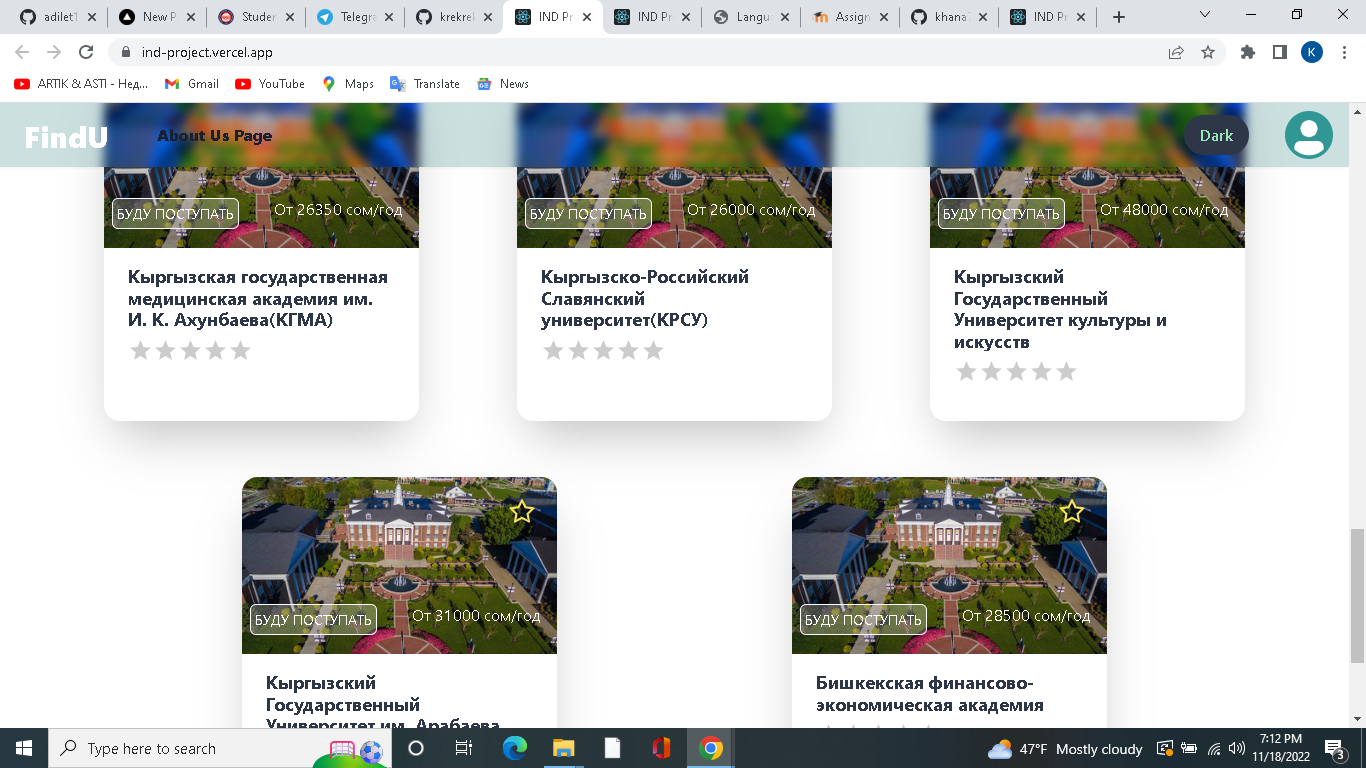 adilet1
New P
Studen
Telegra
krekrel
IND Pr
IND Pr
Langu
Assign
khana
IND Pr
ind-project.vercel.app
K
ARTIK & ASTI - Нед...
Gmail
YouTube
Maps
Translate
News
FindU
About Us Page
Dark
БУДУ ПОСТУПАТЬ
От 26350 сом/год
БУДУ ПОСТУПАТЬ
От 26000 сом/год
БУДУ ПОСТУПАТЬ
От 48000 сом/год
Кыргызская государственная
медицинская академия им.
И. К. Ахунбаева(КГМА)
Кыргызско-Российский
Славянский
университет(КРСУ)
Кыргызский
Государственный
Университет культуры и
искусств
БУДУ ПОСТУПАТЬ
От 31000 сом/год
БУДУ ПОСТУПАТЬ
От 28500 сом/год
Кыргызский
Государственный
Университет им. Арабаева
Бишкекская финансово-
экономическая академия
Type here to search
47°F Mostly cloudy
7:12 PM
11/18/2022
3